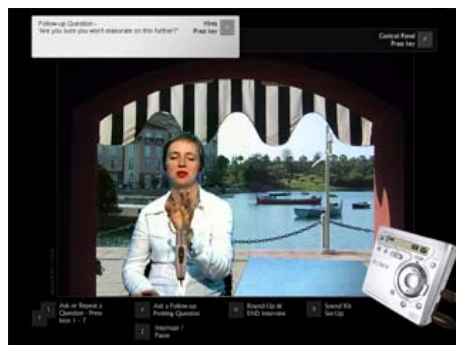 Follow-up Question -
"Are you sure you won't elaborate on this further?"
Press key
Control Panel
Press key
Ask or Repeat a
Question - Press
keys 1 - 7
Ask a Follow-up
Probing Question
Interrupt /
Pause
Round-Up &
END Interview
Sound Kit
Set-Up